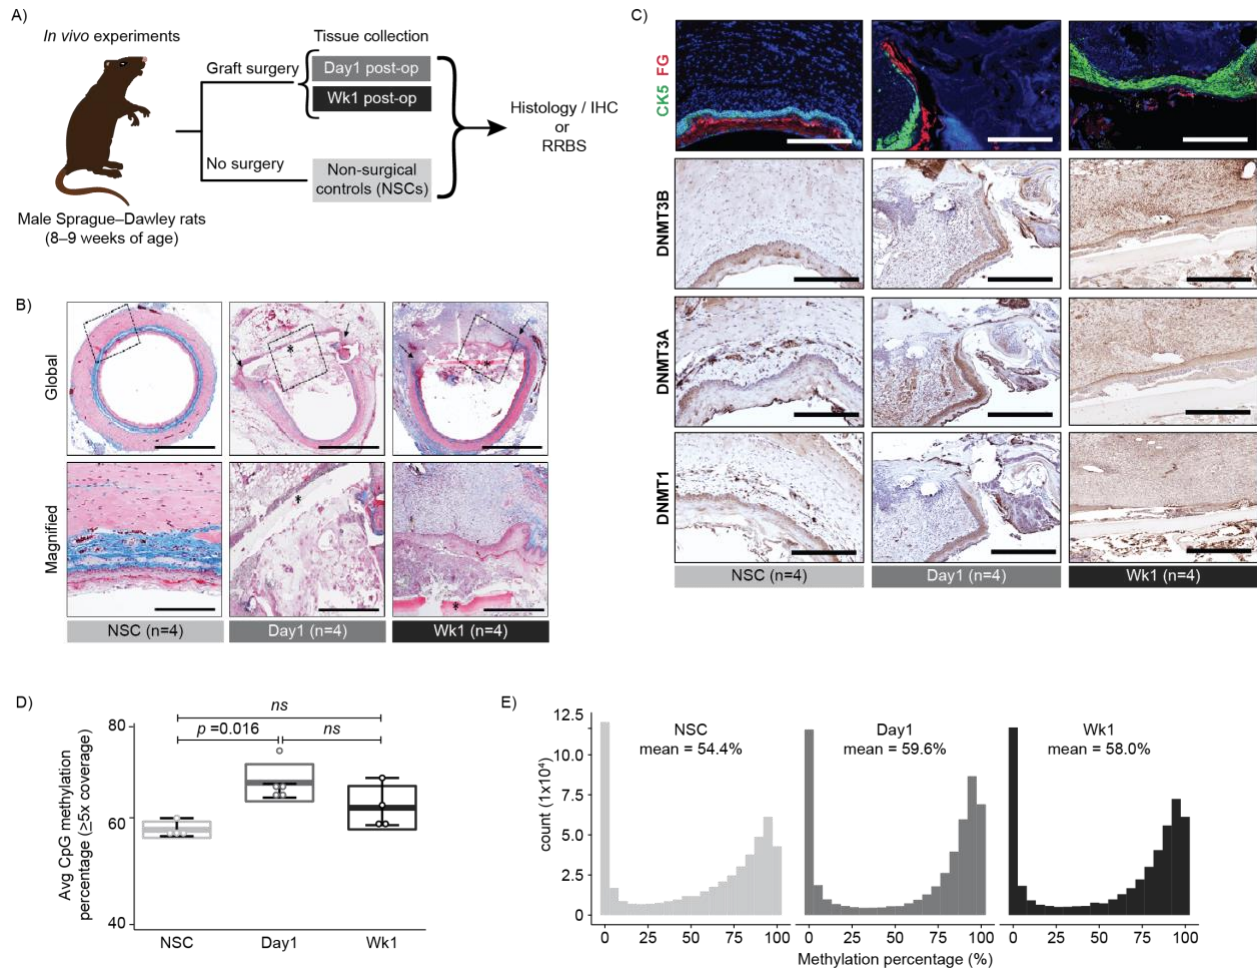 A)
In vivo experiments
Tissue collection
Graft surgery
Day1 post-op
Wk1 post-op
Histology / IHC
or
RRBS
No surgery
Non-surgical
controls (NSCs)
Male Sprague–Dawley rats
(8–9 weeks of age)
B)
Global
Magnified
*
*
*
NSC (n=4)
Day1 (n=4)
Wk1 (n=4)
C)
CK5 FG
DNMT3B
DNMT3A
DNMT1
NSC (n=4)
Day1 (n=4)
Wk1 (n=4)
D)
ns
p =0.016
ns
80
60
40
Avg CpG methylation
percentage (≥5x coverage)
NSC
Day1
Wk1
E)
12.5
10.0
7.5
5.0
2.5
0
count (1x10⁴)
NSC
mean = 54.4%
Day1
mean = 59.6%
Wk1
mean = 58.0%
0 25 50 75 100
0 25 50 75 100
0 25 50 75 100
Methylation percentage (%)